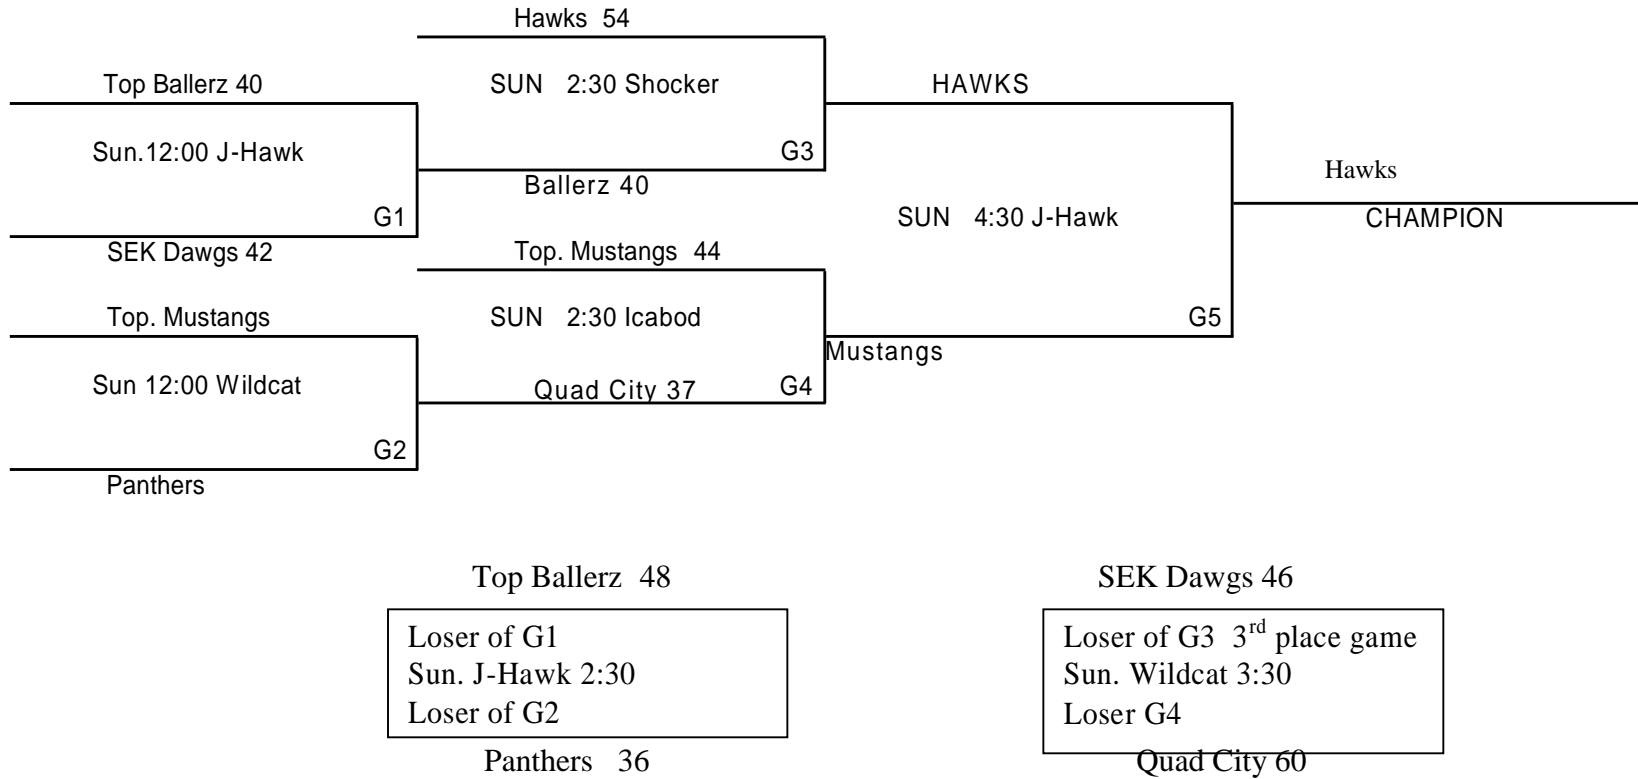 Hawks 54
Top Ballerz 40
SUN 2:30 Shocker
HAWKS
Sun.12:00 J-Hawk
G3
Ballerz 40
Hawks
G1
SUN 4:30 J-Hawk
CHAMPION
SEK Dawgs 42
Top. Mustangs 44
Top. Mustangs
SUN 2:30 Icabod
G5
Mustangs
Sun 12:00 Wildcat
Quad City 37
G4
G2
Panthers
Top Ballerz 48
Loser of G1
Sun. J-Hawk 2:30
Loser of G2
Panthers 36
SEK Dawgs 46
Loser of G3 3rd place game
Sun. Wildcat 3:30
Loser G4
Quad City 60